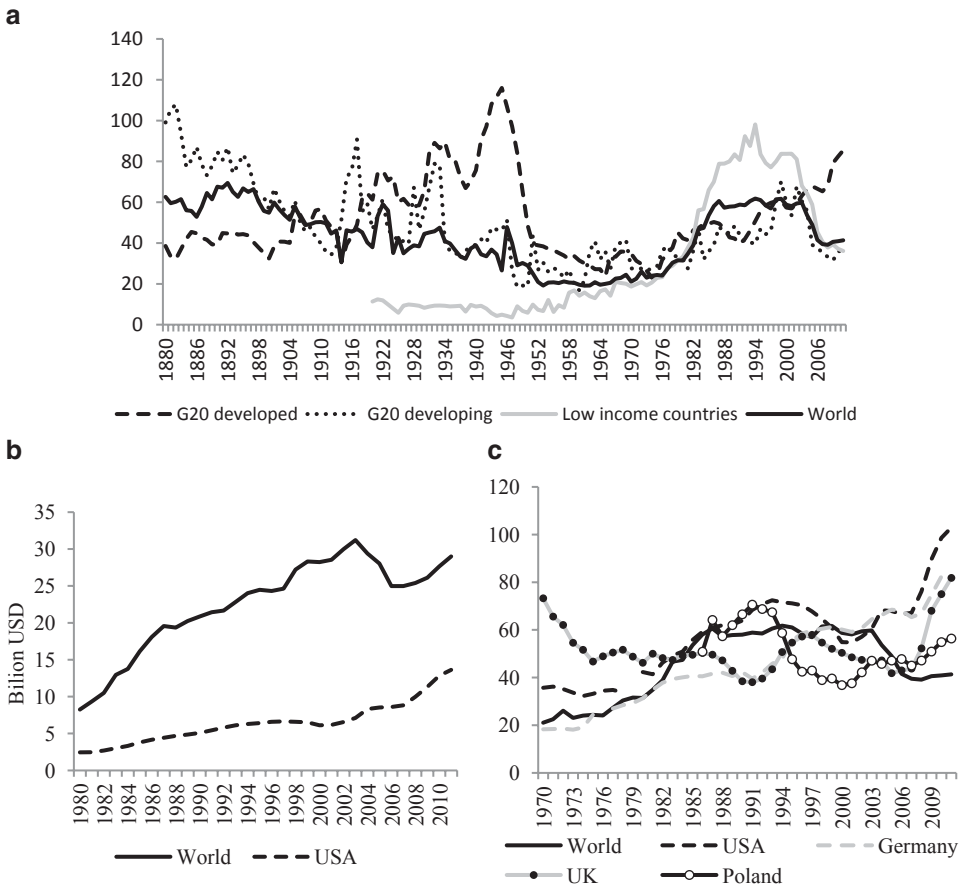 a
140
120
100
80
60
40
20
0
1880 1886 1892 1898 1904 1910 1916 1922 1928 1934 1940 1946 1952 1958 1964 1970 1976 1982 1988 1994 2000 2006
G20 developed G20 developing Low income countries World
b
Bilion USD
35
30
25
20
15
10
5
0
1980 1982 1984 1986 1988 1990 1992 1994 1996 1998 2000 2002 2004 2006 2008 2010
World USA
c
120
100
80
60
40
20
0
1970 1973 1976 1979 1982 1985 1988 1991 1994 1997 2000 2003 2006 2009
World USA Germany
UK Poland